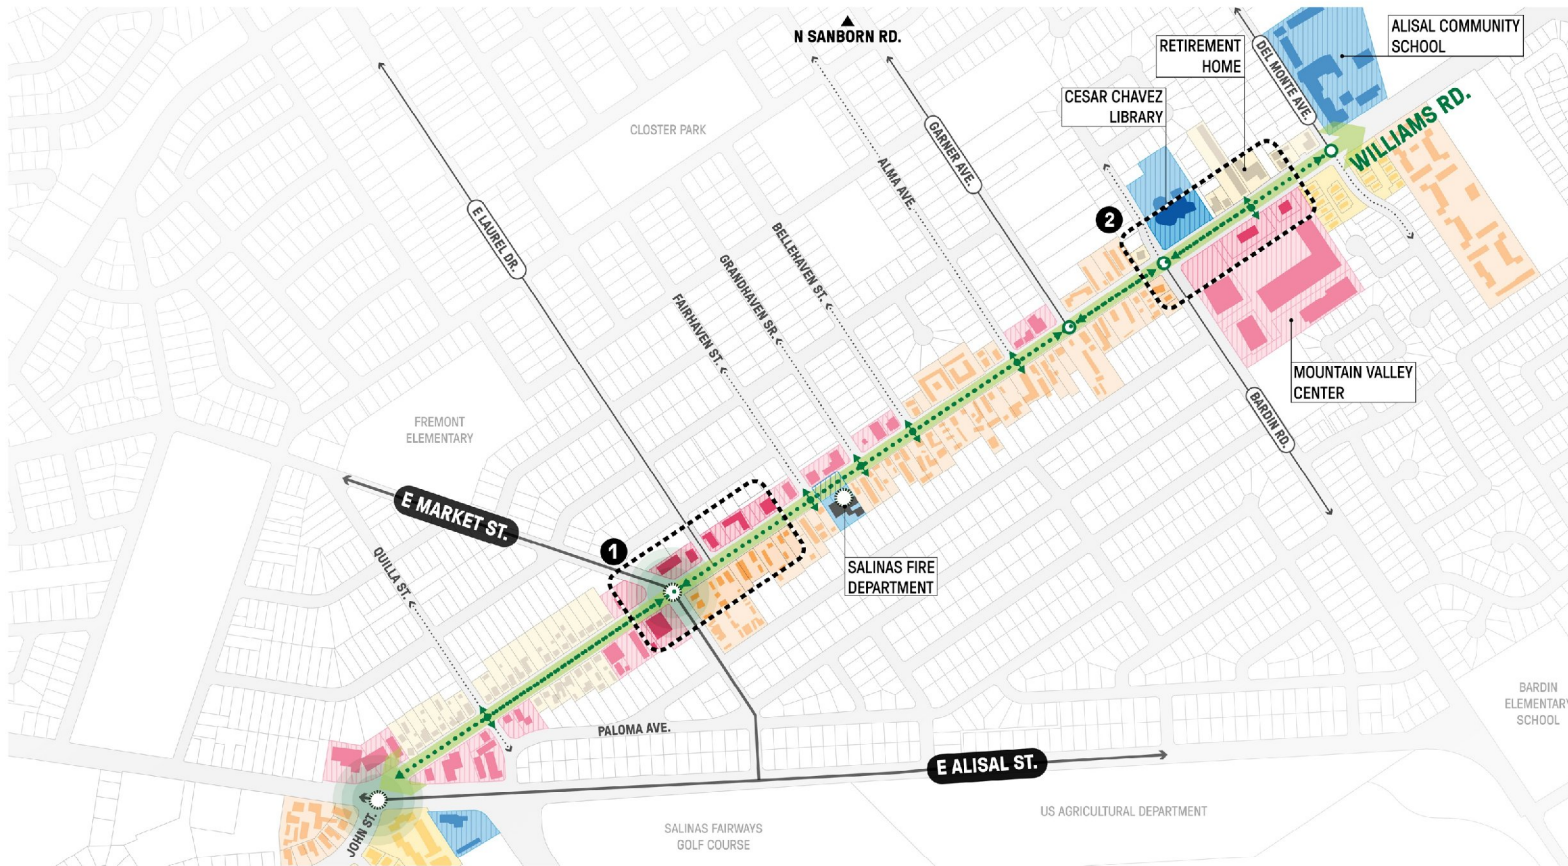 N SANBORN RD.
ALISAL COMMUNITY
SCHOOL
RETIREMENT
HOME
DEL MONTE AVE.
CESAR CHAVEZ
LIBRARY
WILLIAMS RD.
CLOSTER PARK
GARNER AVE.
ALMA AVE.
E LAUREL DR.
2
BELLEHAVEN ST.
GRANDHAVEN SR
FAIRHAVEN ST.
MOUNTAIN VALLEY
CENTER
BARDIN RD.
FREMONT
ELEMENTARY
E MARKET ST.
1
QUILLA ST.
SALINAS FIRE
DEPARTMENT
BARDIN
ELEMENTARY
SCHOOL
PALOMA AVE.
E ALISAL ST.
JOHN ST.
US AGRICULTURAL DEPARTMENT
SALINAS FAIRWAYS
GOLF COURSE